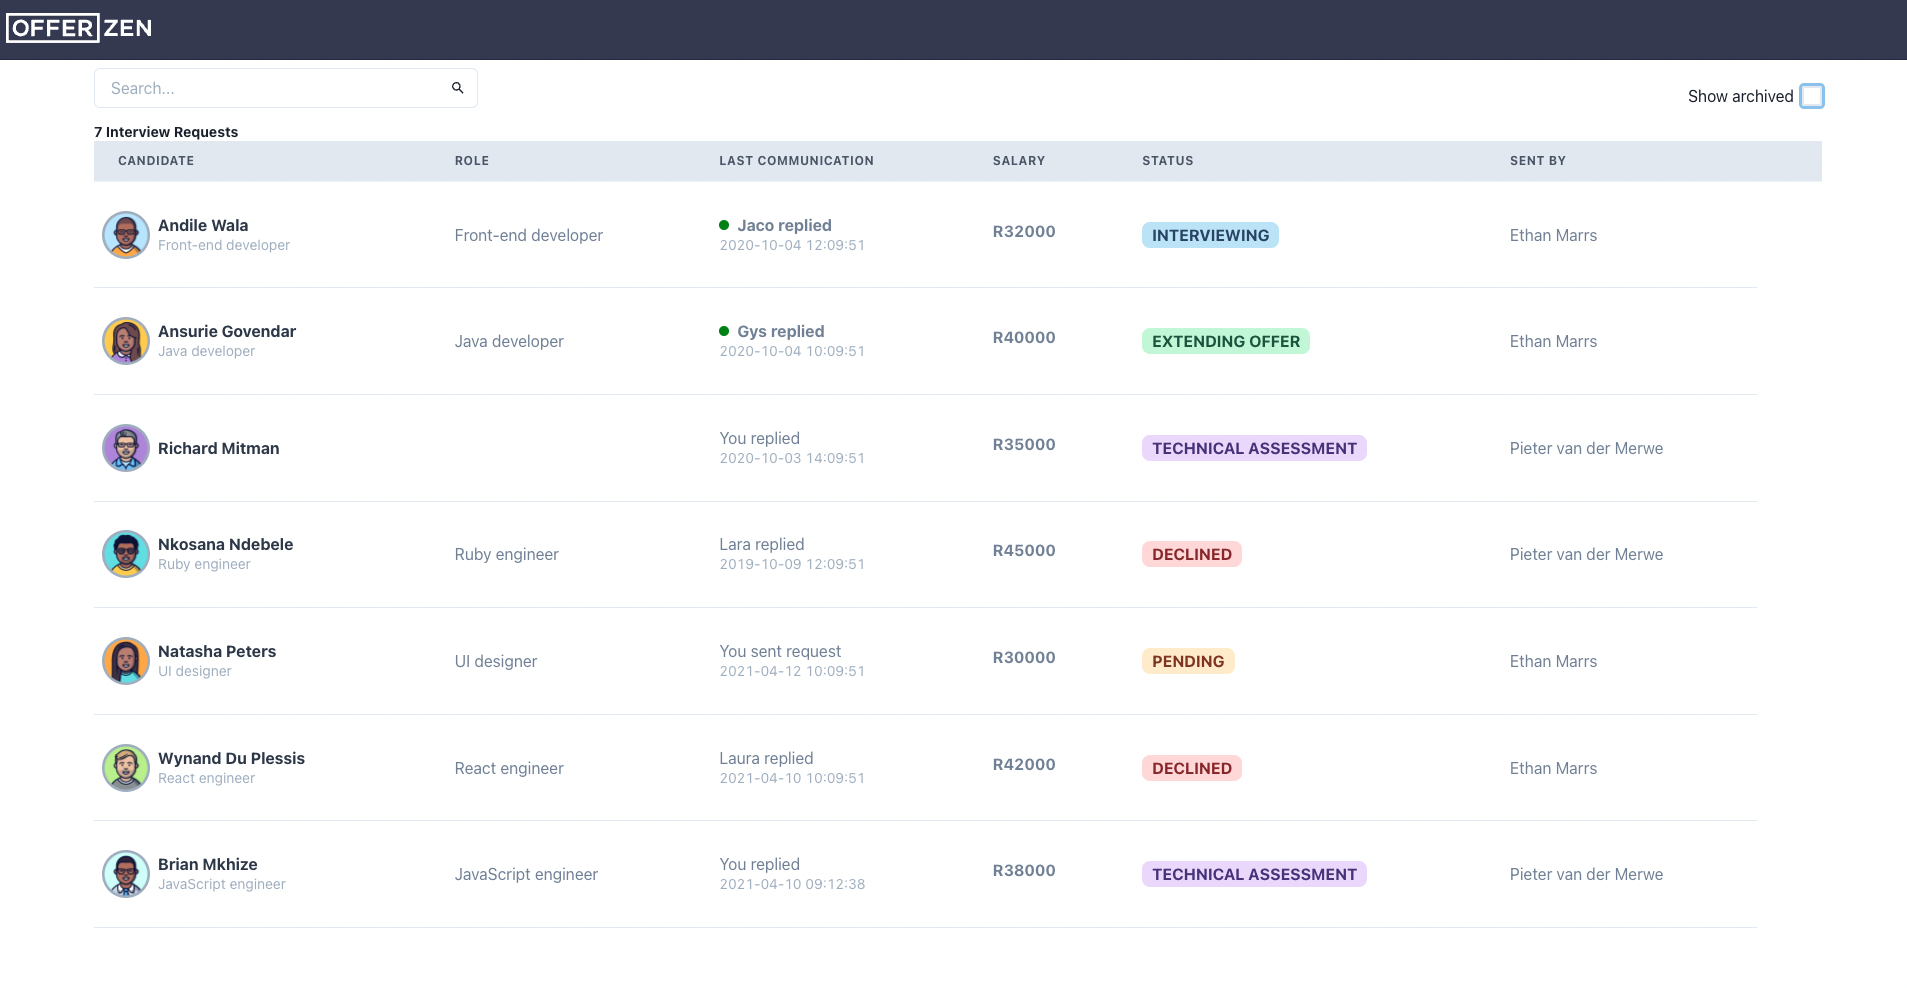 OFFERZEN
Search...
Show archived
7 Interview Requests
CANDIDATE ROLE LAST COMMUNICATION SALARY STATUS SENT BY
Andile Wala
Front-end developer
Front-end developer
Jaco replied
2020-10-04 12:09:51
R32000
INTERVIEWING
Ethan Marrs
Ansurie Govendar
Java developer
Java developer
Gys replied
2020-10-04 10:09:51
R40000
EXTENDING OFFER
Ethan Marrs
Richard Mitman
You replied
2020-10-03 14:09:51
R35000
TECHNICAL ASSESSMENT
Pieter van der Merwe
Nkosana Ndebele
Ruby engineer
Ruby engineer
Lara replied
2019-10-09 12:09:51
R45000
DECLINED
Pieter van der Merwe
Natasha Peters
UI designer
UI designer
You sent request
2021-04-12 10:09:51
R30000
PENDING
Ethan Marrs
Wynand Du Plessis
React engineer
React engineer
Laura replied
2021-04-10 10:09:51
R42000
DECLINED
Ethan Marrs
Brian Mkhize
JavaScript engineer
JavaScript engineer
You replied
2021-04-10 09:12:38
R38000
TECHNICAL ASSESSMENT
Pieter van der Merwe